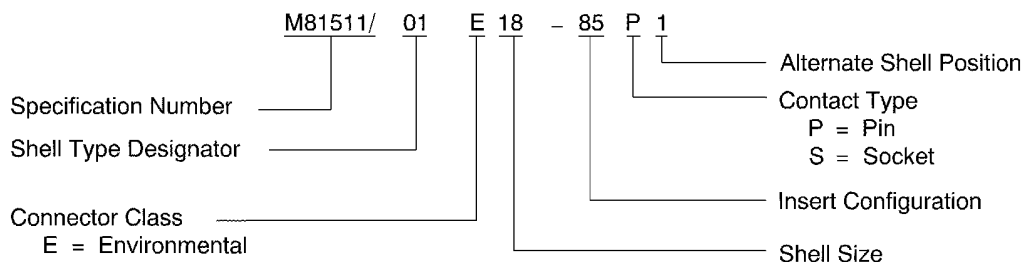 M81511/ 01 E 18 - 85 P 1
Alternate Shell Position
Specification Number
Contact Type
P = Pin
Shell Type Designator
S = Socket
Insert Configuration
Connector Class
E = Environmental
Shell Size